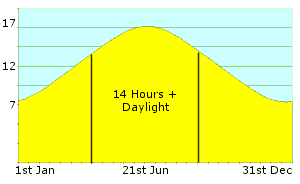 17
12
7
14 Hours +
Daylight
1st Jan 21st Jun 31st Dec